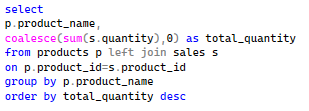 select
p.product_name,
coalesce(sum(s.quantity),0) as total_quantity
from products p left join sales s
on p.product_id=s.product_id
group by p.product_name
order by total_quantity desc